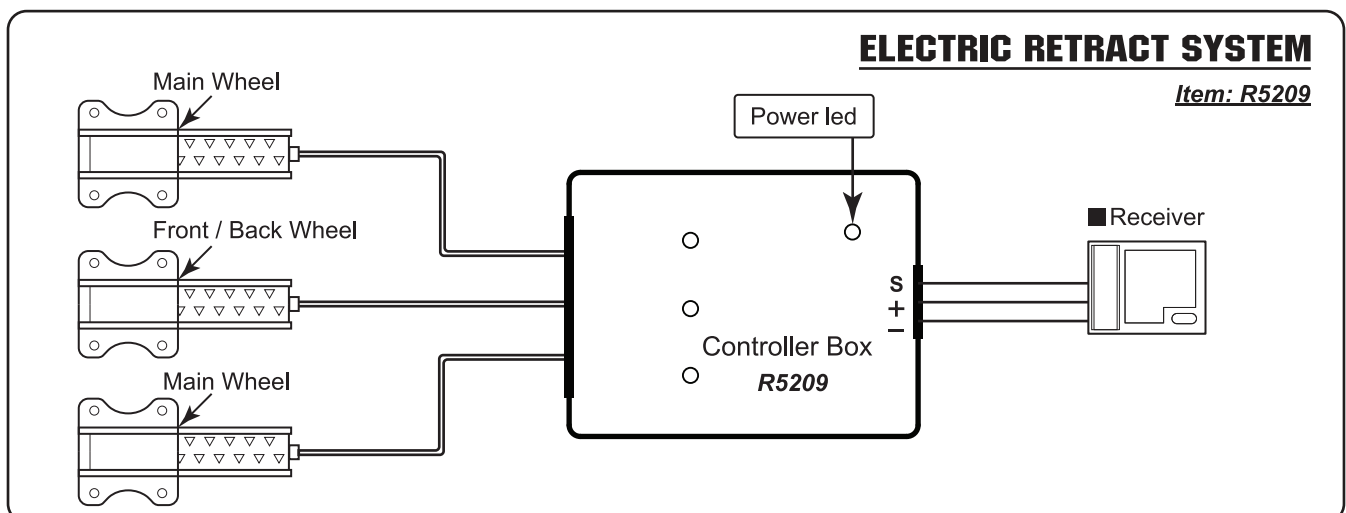 ELECTRIC RETRACT SYSTEM
Item: R5209
Main Wheel
Power led
Front / Back Wheel
Receiver
S
+
−
Controller Box
R5209
Main Wheel